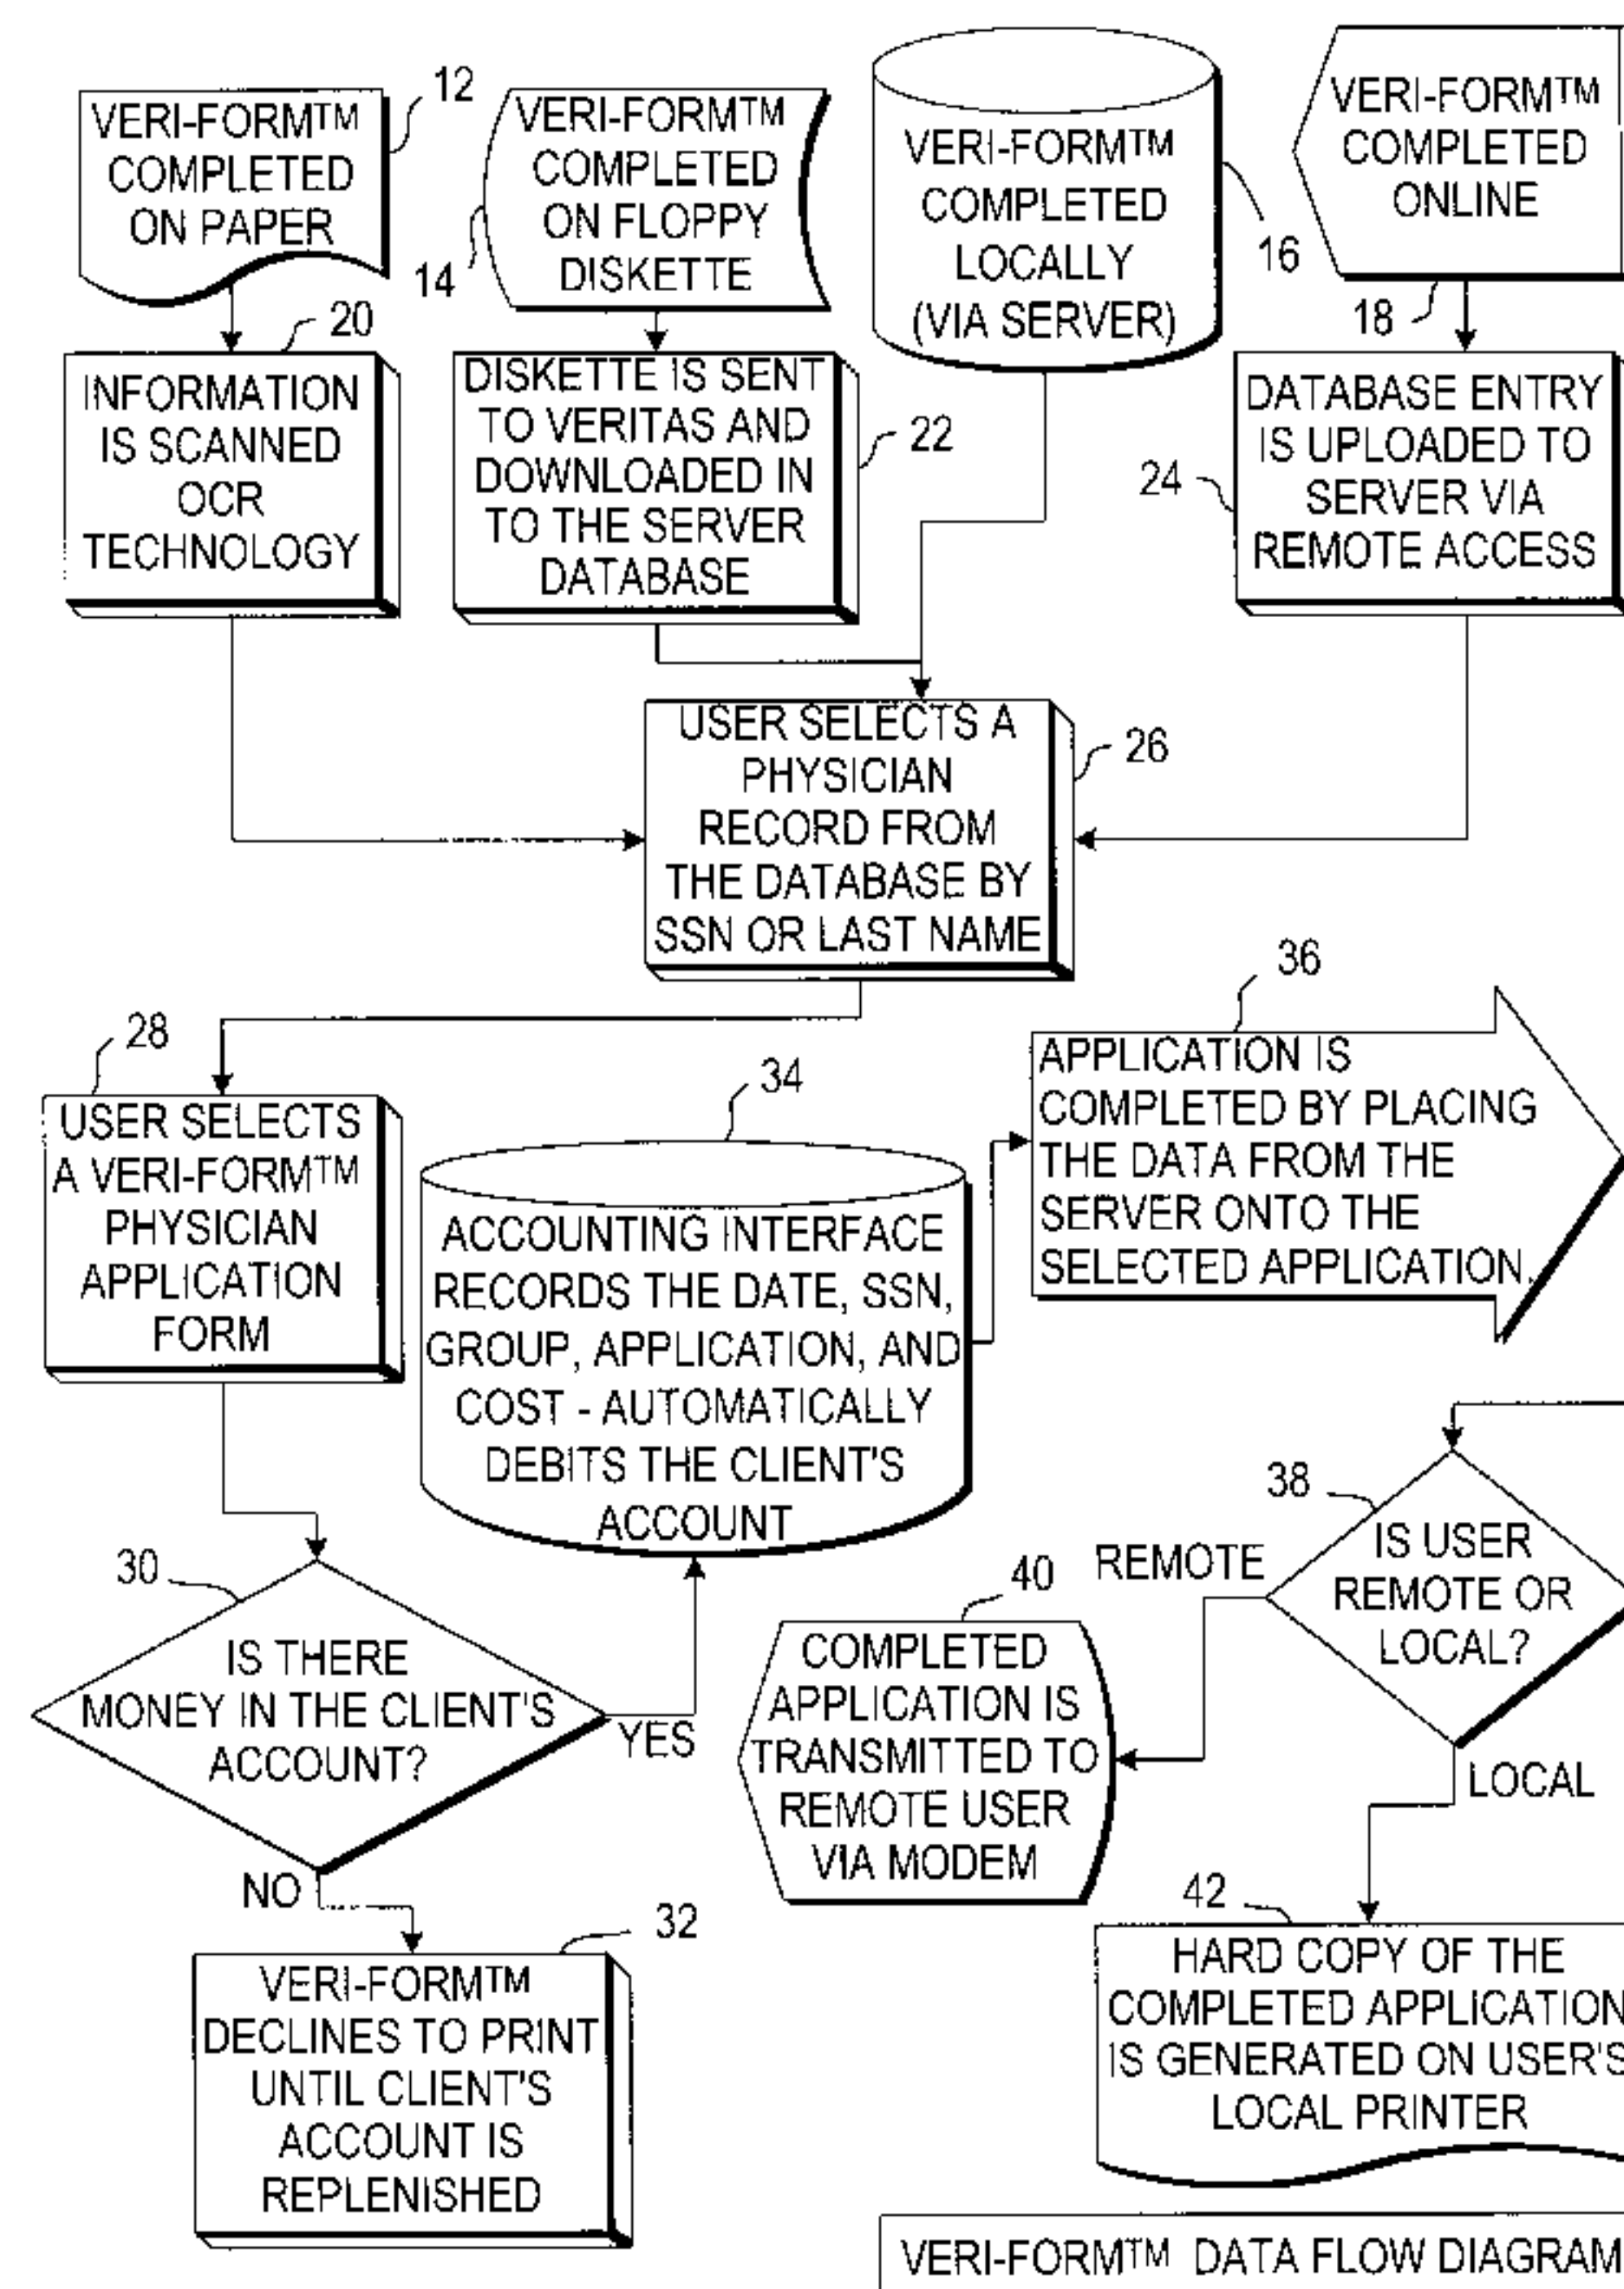 12
VERI-FORM™
COMPLETED
ON PAPER
14
VERI-FORM™
COMPLETED
ON FLOPPY
DISKETTE
VERI-FORM™
COMPLETED
LOCALLY
(VIA SERVER)
16
VERI-FORM™
COMPLETED
ONLINE
18
20
INFORMATION
IS SCANNED
OCR
TECHNOLOGY
DISKETTE IS SENT
TO VERITAS AND
DOWNLOADED IN
TO THE SERVER
DATABASE
22
24
DATABASE ENTRY
IS UPLOADED TO
SERVER VIA
REMOTE ACCESS
USER SELECTS A
PHYSICIAN
RECORD FROM
THE DATABASE BY
SSN OR LAST NAME
26
28
USER SELECTS
A VERI-FORM™
PHYSICIAN
APPLICATION
FORM
34
ACCOUNTING INTERFACE
RECORDS THE DATE, SSN,
GROUP, APPLICATION, AND
COST - AUTOMATICALLY
DEBITS THE CLIENT'S
ACCOUNT
36
APPLICATION IS
COMPLETED BY PLACING
THE DATA FROM THE
SERVER ONTO THE
SELECTED APPLICATION.
30
IS THERE
MONEY IN THE CLIENT'S
ACCOUNT?
YES
NO
32
VERI-FORM™
DECLINES TO PRINT
UNTIL CLIENT'S
ACCOUNT IS
REPLENISHED
38
IS USER
REMOTE OR
LOCAL?
REMOTE
LOCAL
40
COMPLETED
APPLICATION IS
TRANSMITTED TO
REMOTE USER
VIA MODEM
42
HARD COPY OF THE
COMPLETED APPLICATION
IS GENERATED ON USER'S
LOCAL PRINTER
VERI-FORM™ DATA FLOW DIAGRAM